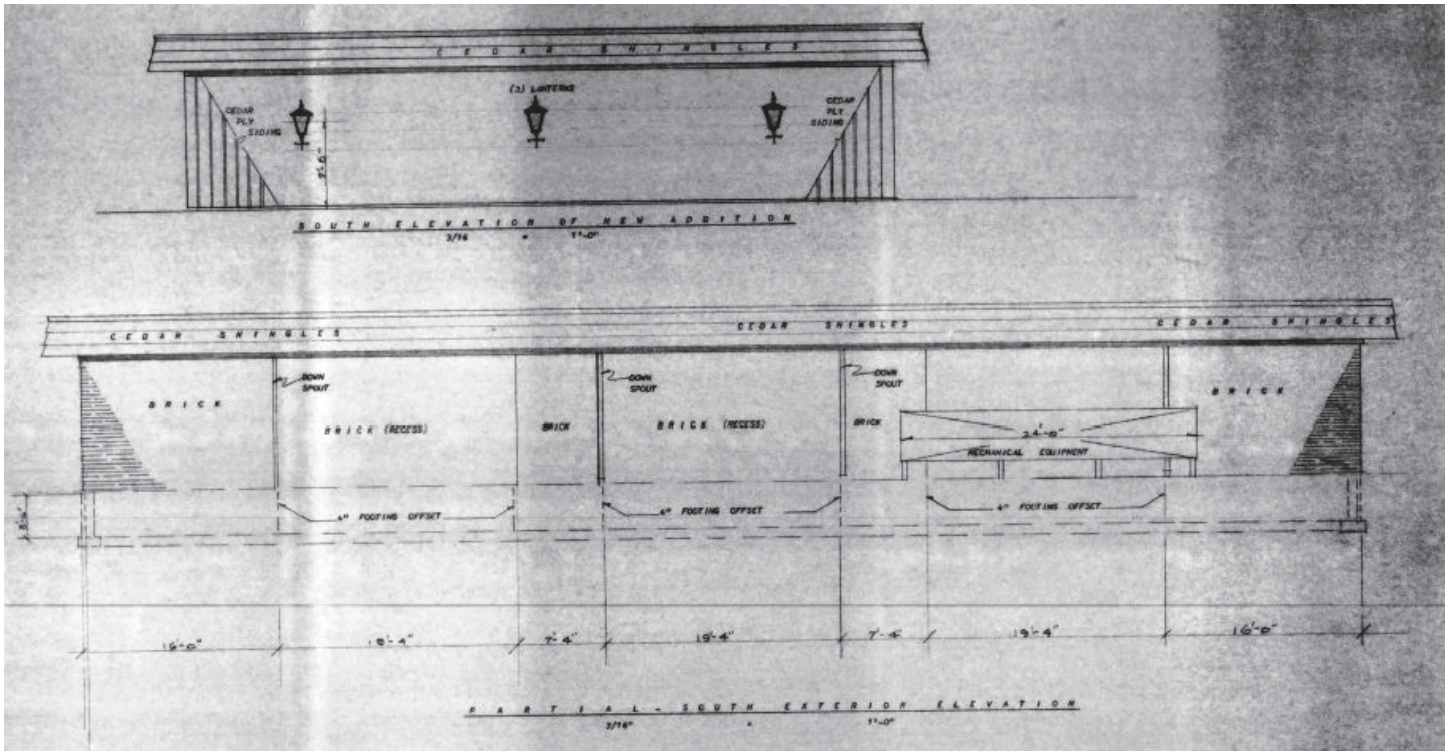 CEDAR SHINGLES
(3) LANTERNS
CEDAR
PLY
SIDING
CEDAR
PLY
SIDING
SOUTH ELEVATION OF NEW ADDITION
3/16 = 1'-0"
CEDAR SHINGLES
CEDAR SHINGLES
CEDAR SHINGLES
DOWN
SPOUT
DOWN
SPOUT
DOWN
SPOUT
BRICK
BRICK (RECESS)
BRICK
BRICK (RECESS)
BRICK
BRICK
24'-0"
MECHANICAL EQUIPMENT
4" FOOTING OFFSET
4" FOOTING OFFSET
4" FOOTING OFFSET
16'-0"
19'-4"
7'-4"
19'-4"
7'-4"
19'-4"
16'-0"
PARTIAL - SOUTH EXTERIOR ELEVATION
3/16" = 1'-0"